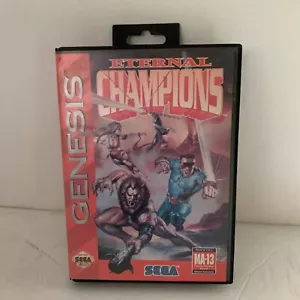 ETERNAL
CHAMPIONS
GENESIS
MA-13
SEGA
SEGA